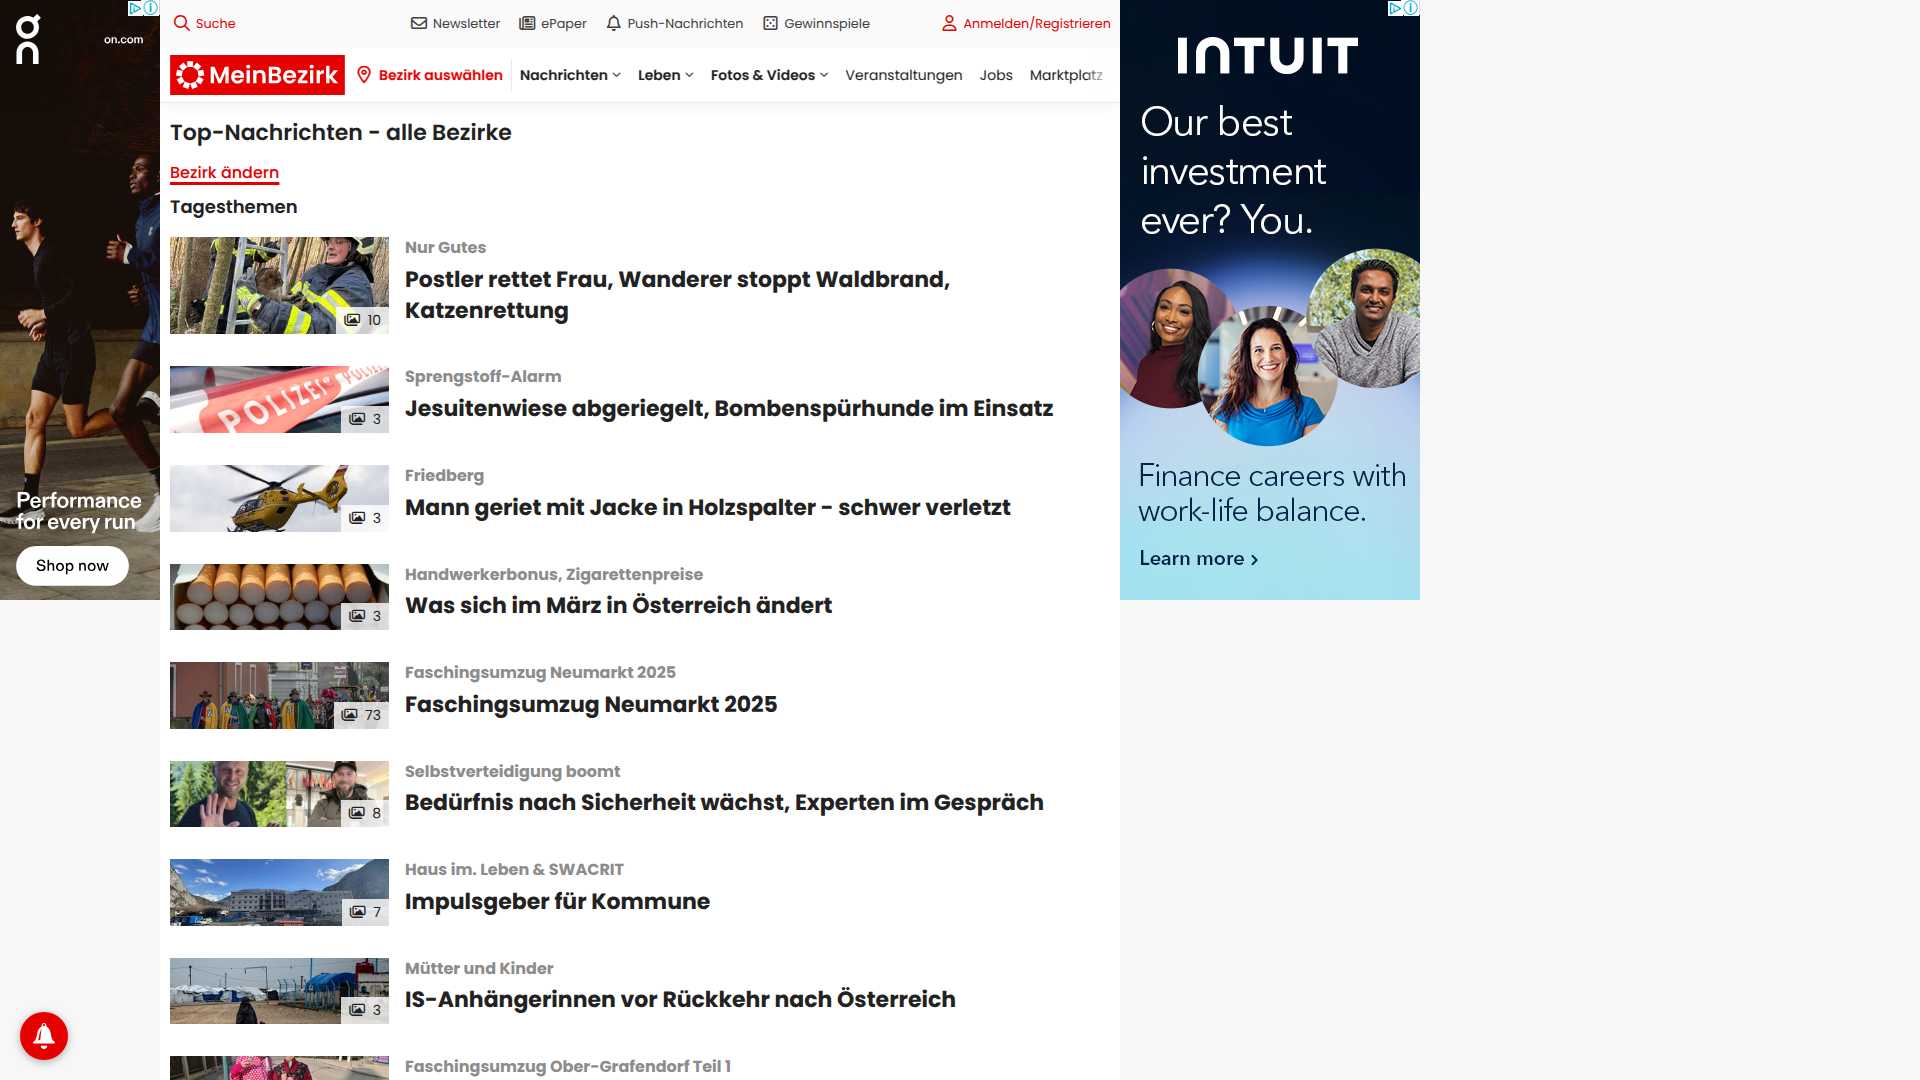 on.com
Performance
for every run
Shop now
Suche
Newsletter
ePaper
Push-Nachrichten
Gewinnspiele
Anmelden/Registrieren
MeinBezirk
Bezirk auswählen
Nachrichten
Leben
Fotos & Videos
Veranstaltungen
Jobs
Marktplatz
Top-Nachrichten - alle Bezirke
Bezirk ändern
Tagesthemen
10
Nur Gutes
Postler rettet Frau, Wanderer stoppt Waldbrand,
Katzenrettung
POLIZEI
3
Sprengstoff-Alarm
Jesuitenwiese abgeriegelt, Bombenspürhunde im Einsatz
3
Friedberg
Mann geriet mit Jacke in Holzspalter - schwer verletzt
3
Handwerkerbonus, Zigarettenpreise
Was sich im März in Österreich ändert
73
Faschingsumzug Neumarkt 2025
Faschingsumzug Neumarkt 2025
8
Selbstverteidigung boomt
Bedürfnis nach Sicherheit wächst, Experten im Gespräch
7
Haus im. Leben & SWACRIT
Impulsgeber für Kommune
3
Mütter und Kinder
IS-Anhängerinnen vor Rückkehr nach Österreich
Faschingsumzug Ober-Grafendorf Teil 1
INTUIT
Our best
investment
ever? You.
Finance careers with
work-life balance.
Learn more ›